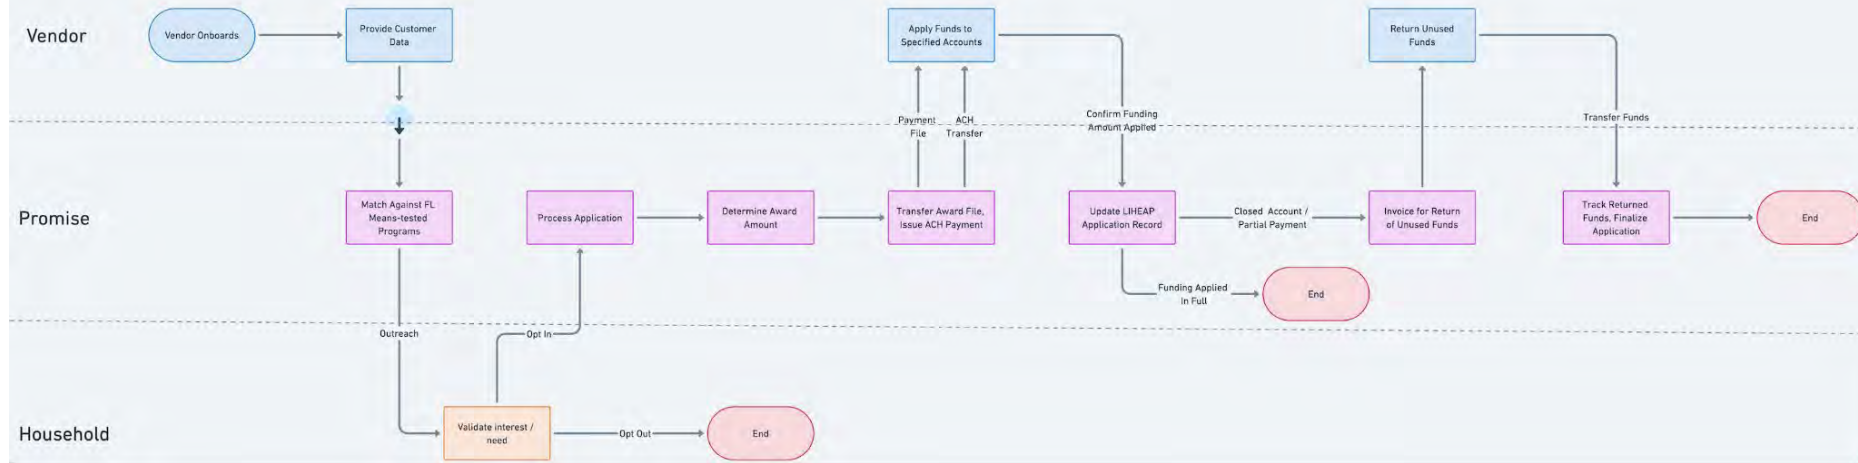 Vendor
Vendor Onboards
Provide Customer
Data
Apply Funds to
Specified Accounts
Return Unused
Funds
Payment
File
ACH
Transfer
Confirm Funding
Amount Applied
Transfer Funds
Promise
Match Against FL
Means-tested
Programs
Process Application
Determine Award
Amount
Transfer Award File,
Issue ACH Payment
Update LIHEAP
Application Record
Closed Account /
Partial Payment
Invoice for Return
of Unused Funds
Track Returned
Funds, Finalize
Application
End
Funding Applied
In Full
End
Outreach
Opt In
Household
Validate interest /
need
Opt Out
End